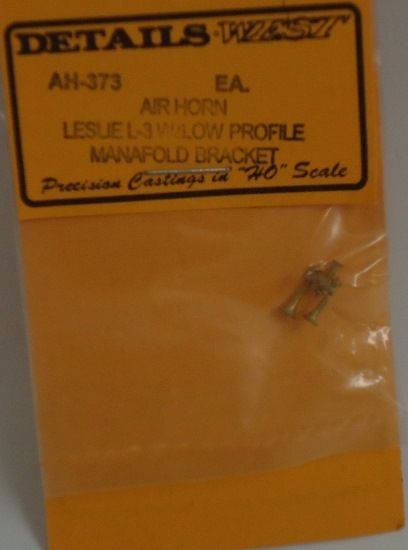 DETAILS WEST
AH-373 EA.
AIR HORN
LESLIE L-3 W/LOW PROFILE
MANAFOLD BRACKET
Precision Castings in "HO" Scale